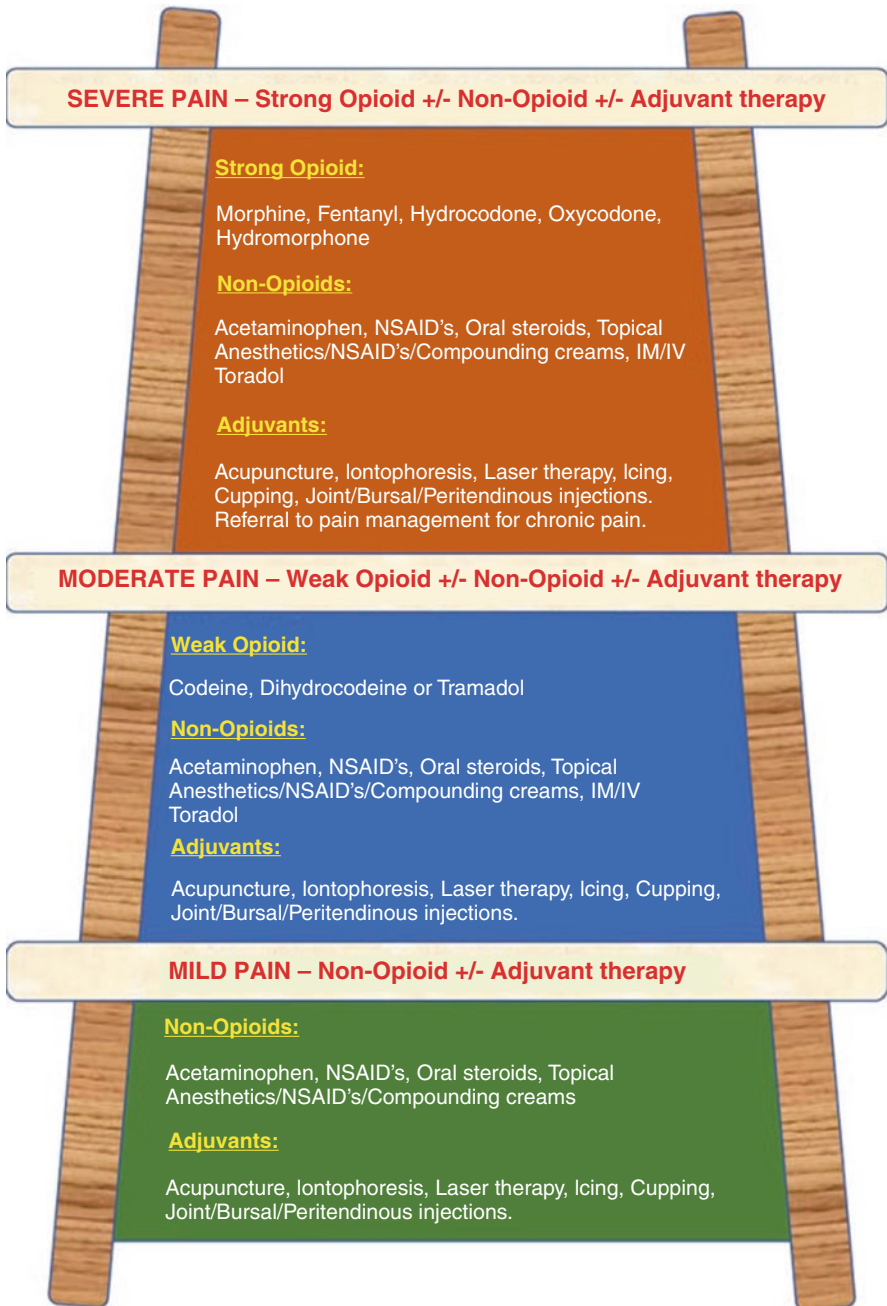 SEVERE PAIN – Strong Opioid +/- Non-Opioid +/- Adjuvant therapy
Strong Opioid:
Morphine, Fentanyl, Hydrocodone, Oxycodone,
Hydromorphone
Non-Opioids:
Acetaminophen, NSAID's, Oral steroids, Topical
Anesthetics/NSAID's/Compounding creams, IM/IV
Toradol
Adjuvants:
Acupuncture, Iontophoresis, Laser therapy, Icing,
Cupping, Joint/Bursal/Peritendinous injections.
Referral to pain management for chronic pain.
MODERATE PAIN – Weak Opioid +/- Non-Opioid +/- Adjuvant therapy
Weak Opioid:
Codeine, Dihydrocodeine or Tramadol
Non-Opioids:
Acetaminophen, NSAID's, Oral steroids, Topical
Anesthetics/NSAID's/Compounding creams, IM/IV
Toradol
Adjuvants:
Acupuncture, Iontophoresis, Laser therapy, Icing, Cupping,
Joint/Bursal/Peritendinous injections.
MILD PAIN – Non-Opioid +/- Adjuvant therapy
Non-Opioids:
Acetaminophen, NSAID's, Oral steroids, Topical
Anesthetics/NSAID's/Compounding creams
Adjuvants:
Acupuncture, Iontophoresis, Laser therapy, Icing, Cupping,
Joint/Bursal/Peritendinous injections.